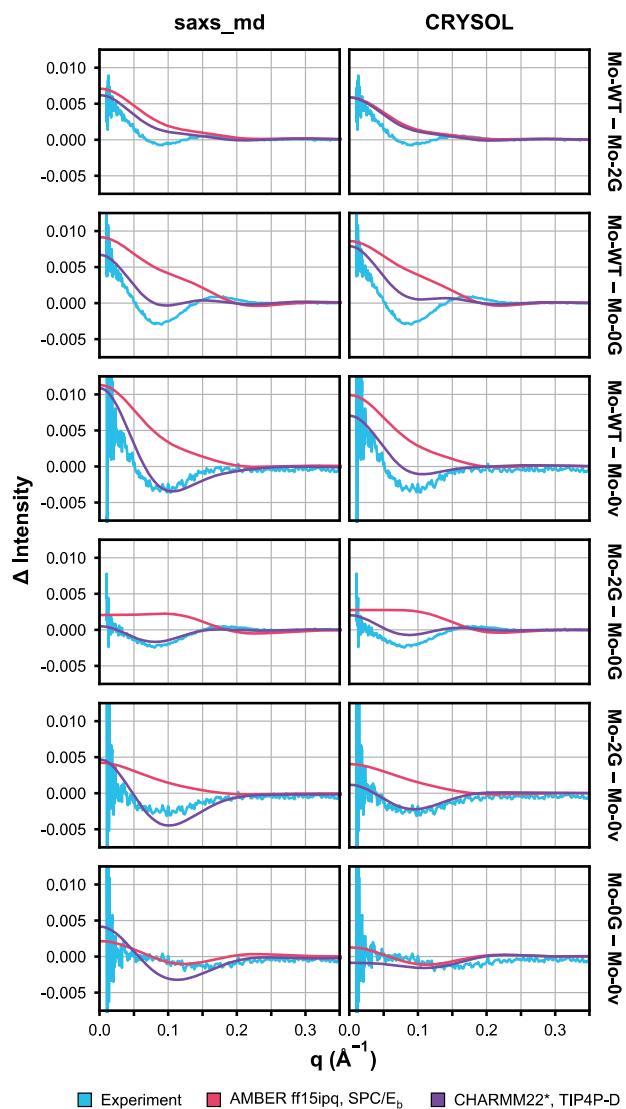 saxs_md CRYSOL
0.010
0.005
0.000
-0.005
Mo-WT – Mo-2G
0.010
0.005
0.000
-0.005
Mo-WT – Mo-0G
0.010
0.005
0.000
-0.005
Mo-WT – Mo-0v
0.010
0.005
0.000
-0.005
Mo-2G – Mo-0G
0.010
0.005
0.000
-0.005
Mo-2G – Mo-0v
0.010
0.005
0.000
-0.005
Mo-0G – Mo-0v
Δ Intensity
0.0 0.1 0.2 0.3 0.0 0.1 0.2 0.3
q (Å⁻¹)
Experiment AMBER ff15ipq, SPC/E_b CHARMM22*, TIP4P-D